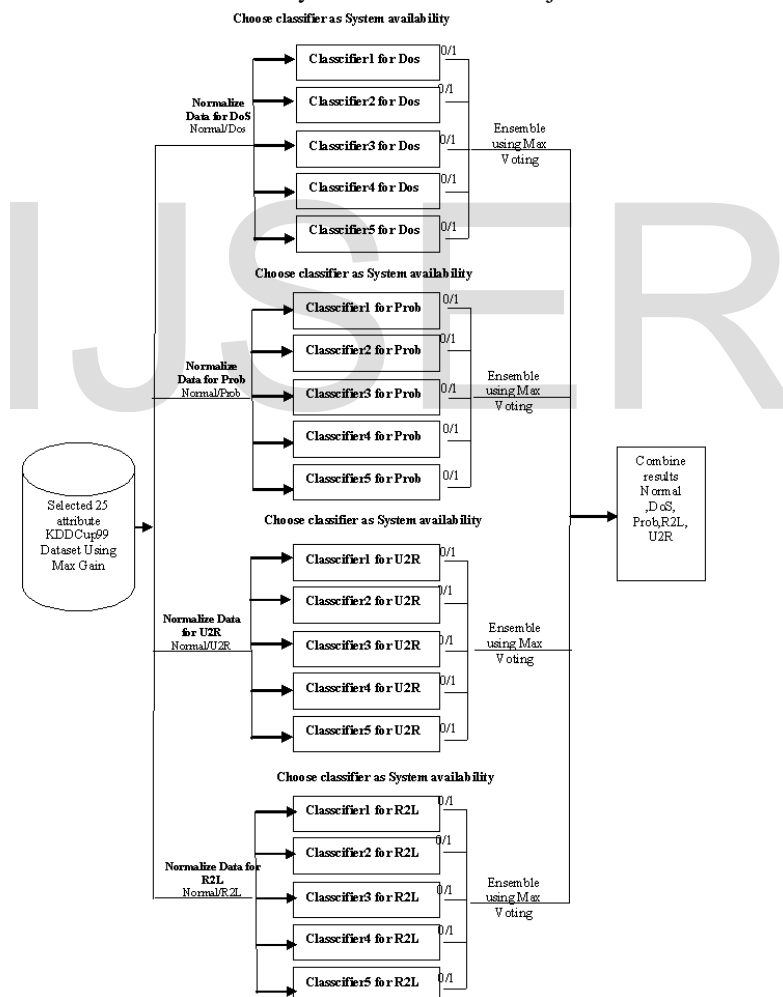 Choose classifier as System availability
Classcifier1 for Dos
0/1
Classcifier2 for Dos
0/1
Classcifier3 for Dos
0/1
Classcifier4 for Dos
0/1
Classcifier5 for Dos
0/1
Normalize
Data for DoS
Normal/Dos
Ensemble
using Max
Voting
Choose classifier as System availability
Classcifier1 for Prob
0/1
Classcifier2 for Prob
0/1
Classcifier3 for Prob
0/1
Classcifier4 for Prob
0/1
Classcifier5 for Prob
0/1
Normalize
Data for Prob
Normal/Prob
Ensemble
using Max
Voting
IJSER
Selected 25
attribute
KDDCup99
Dataset Using
Max Gain
Combine
results
Normal
,DoS,
Prob,R2L,
U2R
Choose classifier as System availability
Classcifier1 for U2R
0/1
Classcifier2 for U2R
0/1
Classcifier3 for U2R
0/1
Classcifier4 for U2R
0/1
Classcifier5 for U2R
0/1
Normalize Data
for U2R
Normal/U2R
Ensemble
using Max
Voting
Choose classifier as System availability
Classcifier1 for R2L
0/1
Classcifier2 for R2L
0/1
Classcifier3 for R2L
0/1
Classcifier4 for R2L
0/1
Classcifier5 for R2L
0/1
Normalize Data for
R2L
Normal/R2L
Ensemble
using Max
Voting